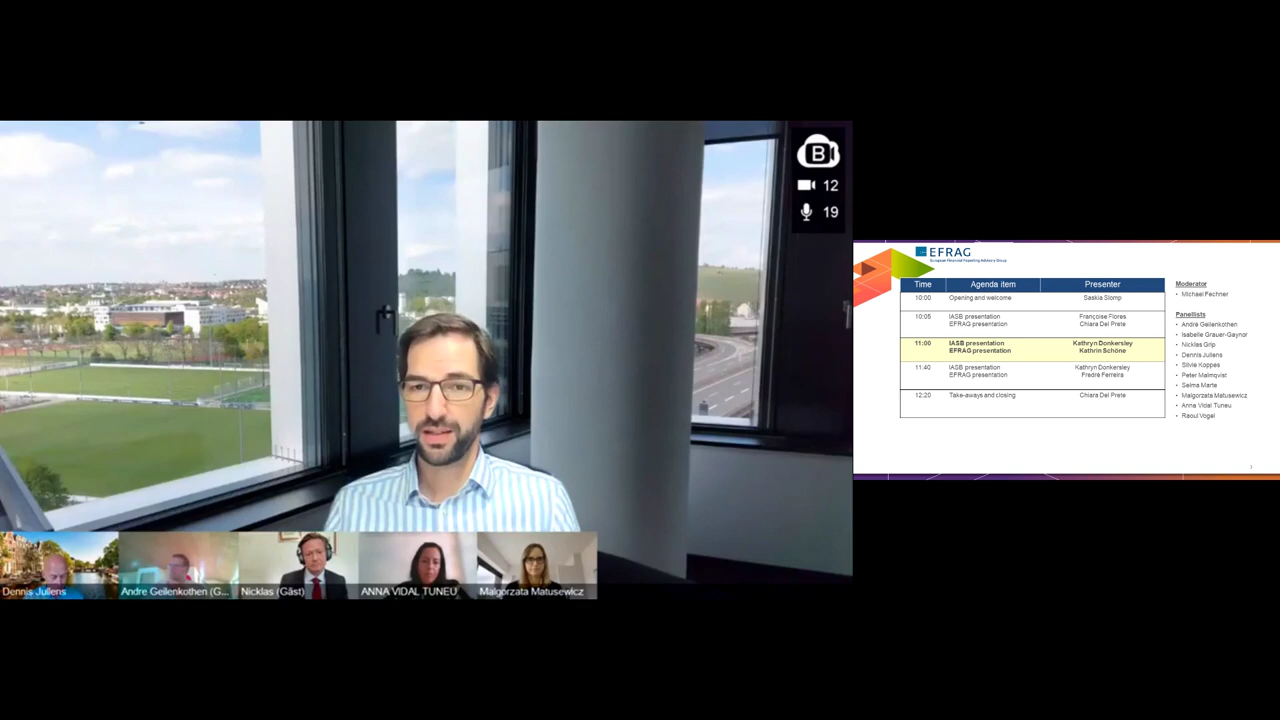 B
12
19
Dennis Jullens
Andre Geilenkothen (G...
Nicklas (Gäst)
ANNA VIDAL TUNEU
Malgorzata Matusewicz
EFRAG
European Financial Reporting Advisory Group
Time Agenda item Presenter
10:00 Opening and welcome Saskia Slomp
10:05 IASB presentation Françoise Flores
EFRAG presentation Chiara Del Prete
11:00 IASB presentation Kathryn Donkersley
EFRAG presentation Kathrin Schöne
11:40 IASB presentation Kathryn Donkersley
EFRAG presentation Fredré Ferreira
12:20 Take-aways and closing Chiara Del Prete
Moderator
• Michael Fechner
Panellists
• André Geilenkothen
• Isabelle Grauer-Gaynor
• Nicklas Grip
• Dennis Jullens
• Silvie Koppes
• Peter Malmqvist
• Selma Marte
• Malgorzata Matusewicz
• Anna Vidal Tuneu
• Raoul Vogel
3